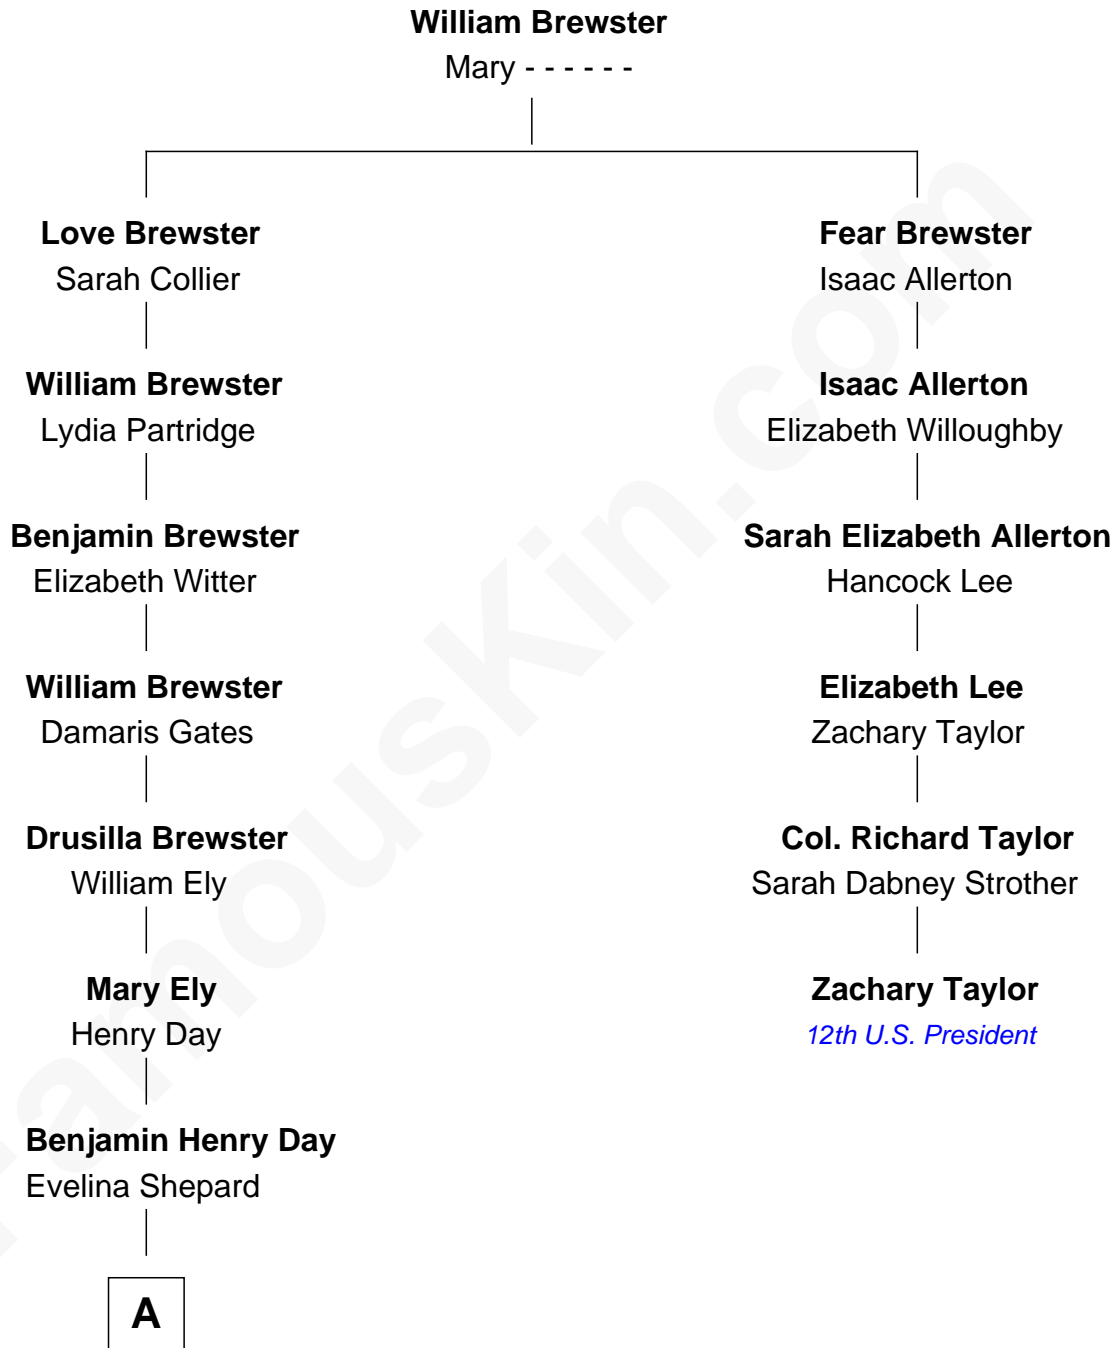 William Brewster
Mary - - - - - -
Love Brewster
Sarah Collier
Fear Brewster
Isaac Allerton
William Brewster
Lydia Partridge
Isaac Allerton
Elizabeth Willoughby
Benjamin Brewster
Elizabeth Witter
Sarah Elizabeth Allerton
Hancock Lee
William Brewster
Damaris Gates
Elizabeth Lee
Zachary Taylor
Drusilla Brewster
William Ely
Col. Richard Taylor
Sarah Dabney Strother
Mary Ely
Henry Day
Zachary Taylor
12th U.S. President
Benjamin Henry Day
Evelina Shepard
A
FamousKin.com